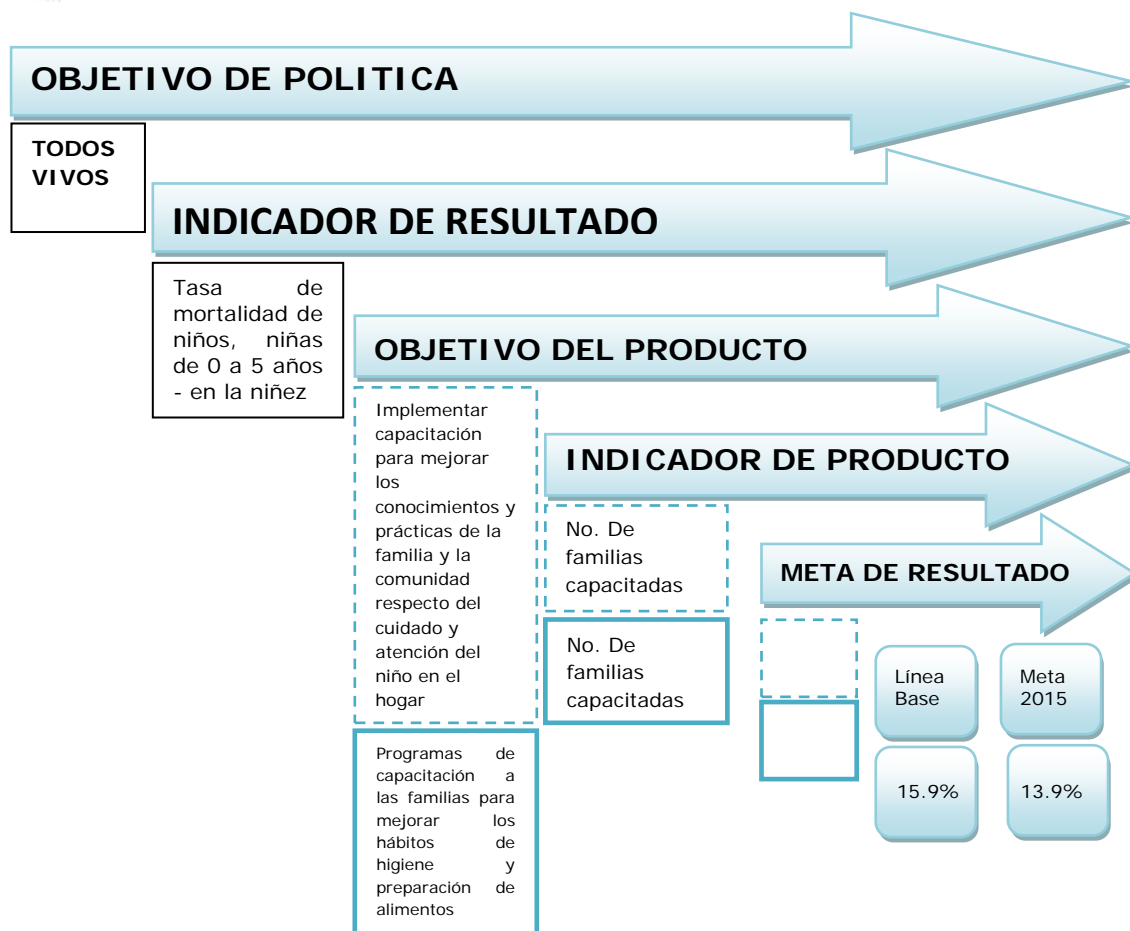 OBJETIVO DE POLITICA
TODOS
VIVOS
INDICADOR DE RESULTADO
Tasa de
mortalidad de
niños, niñas
de 0 a 5 años
- en la niñez
OBJETIVO DEL PRODUCTO
Implementar
capacitación
para mejorar
los
conocimientos y
prácticas de la
familia y la
comunidad
respecto del
cuidado y
atención del
niño en el
hogar
Programas de
capacitación a
las familias para
mejorar los
hábitos de
higiene y
preparación de
alimentos
INDICADOR DE PRODUCTO
No. De
familias
capacitadas
No. De
familias
capacitadas
META DE RESULTADO
Línea
Base
Meta
2015
15.9%
13.9%